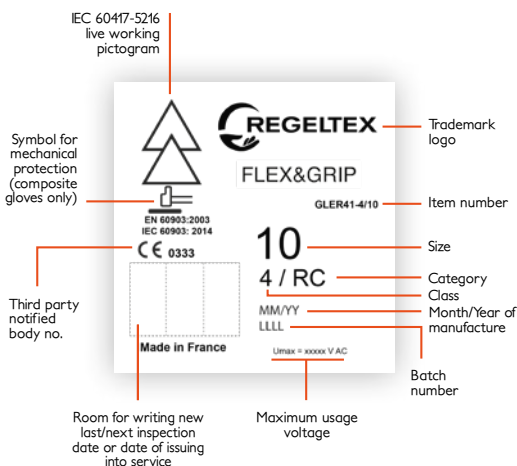 IEC 60417-5216
live working
pictogram
REGELTEX
Trademark
logo
Symbol for
mechanical
protection
(composite
gloves only)
FLEX&GRIP
GLER41-4/10
Item number
EN 60903:2003
IEC 60903: 2014
CE 0333
10
Size
4 / RC
Category
Class
Third party
notified
body no.
MM/YY
Month/Year of
manufacture
LLLL
Made in France
Umax = xxxxx V AC
Batch
number
Room for writing new
last/next inspection
date or date of issuing
into service
Maximum usage
voltage